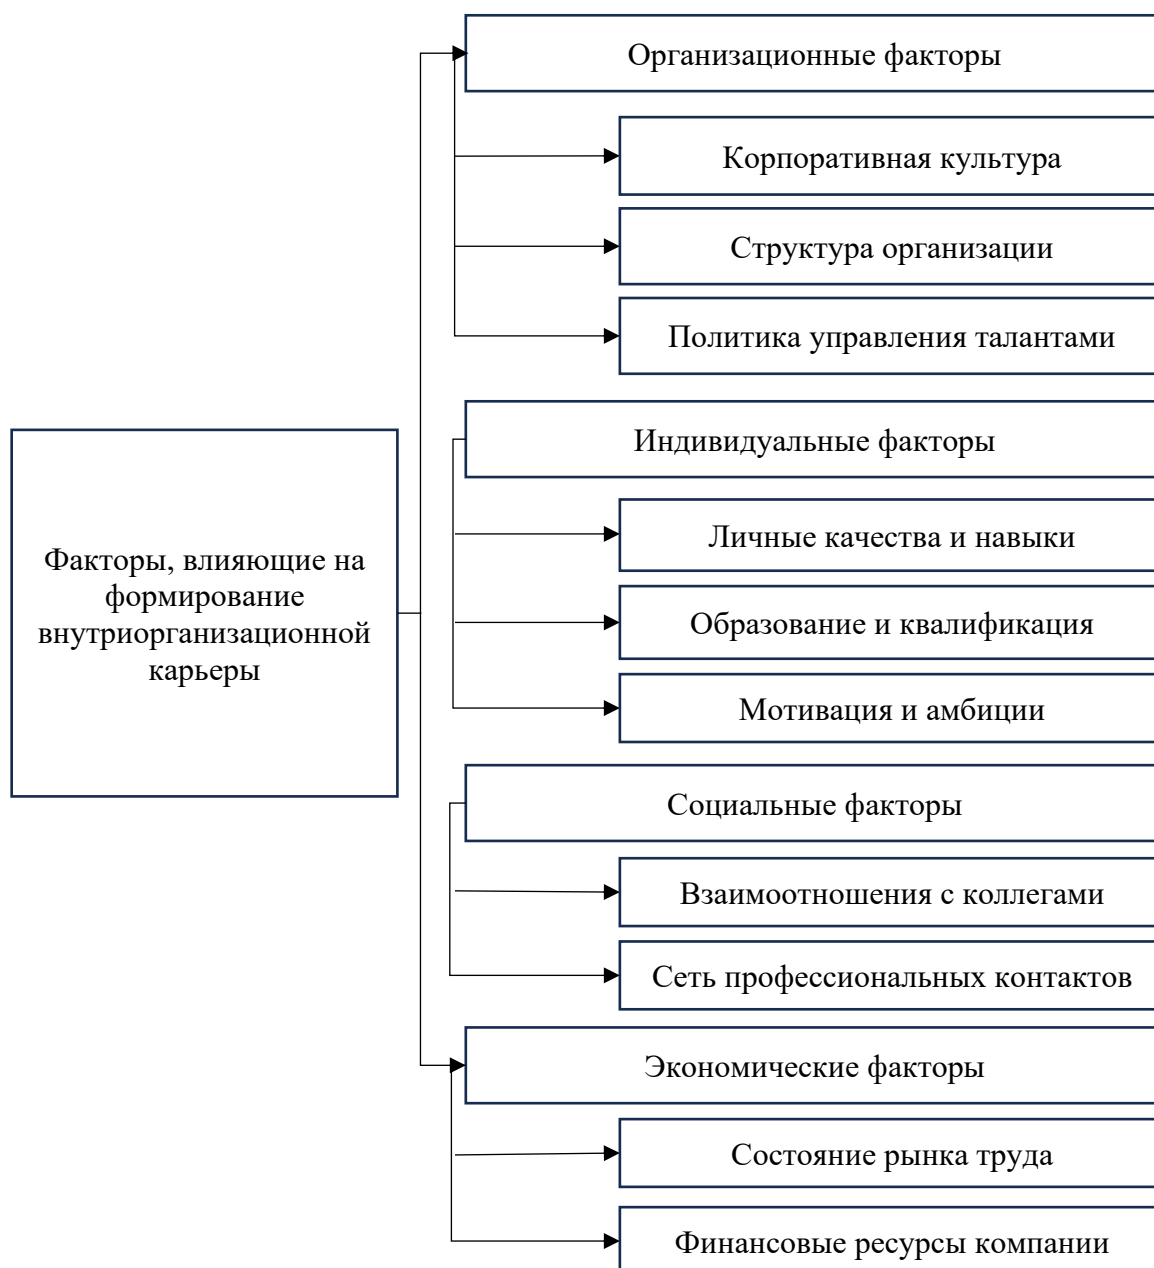 Организационные факторы
Корпоративная культура
Структура организации
Политика управления талантами
Индивидуальные факторы
Личные качества и навыки
Факторы, влияющие на
формирование
внутриорганизационной
карьеры
Образование и квалификация
Мотивация и амбиции
Социальные факторы
Взаимоотношения с коллегами
Сеть профессиональных контактов
Экономические факторы
Состояние рынка труда
Финансовые ресурсы компании